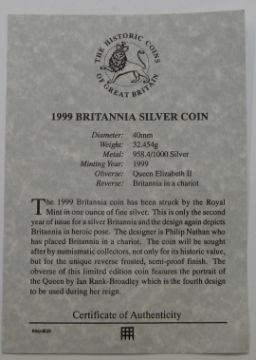 THE HISTORIC COINS
OF GREAT BRITAIN
1999 BRITANNIA SILVER COIN
Diameter: 40mm
Weight: 32.454g
Metal: 958.4/1000 Silver
Minting Year: 1999
Obverse: Queen Elizabeth II
Reverse: Britannia in a chariot
The 1999 Britannia coin has been struck by the Royal
Mint in one ounce of fine silver. This is only the second
year of issue for a silver Britannia and the design again depicts
Britannia in heroic pose. The designer is Philip Nathan who
has placed Britannia in a chariot. The coin will be sought
after by numismatic collectors, not only for its historic value,
but for the unique reverse frosted, semi-proof finish. The
obverse of this limited edition coin features the portrait of
the Queen by Ian Rank-Broadley which is the fourth design
to be used during her reign.
Certificate of Authenticity